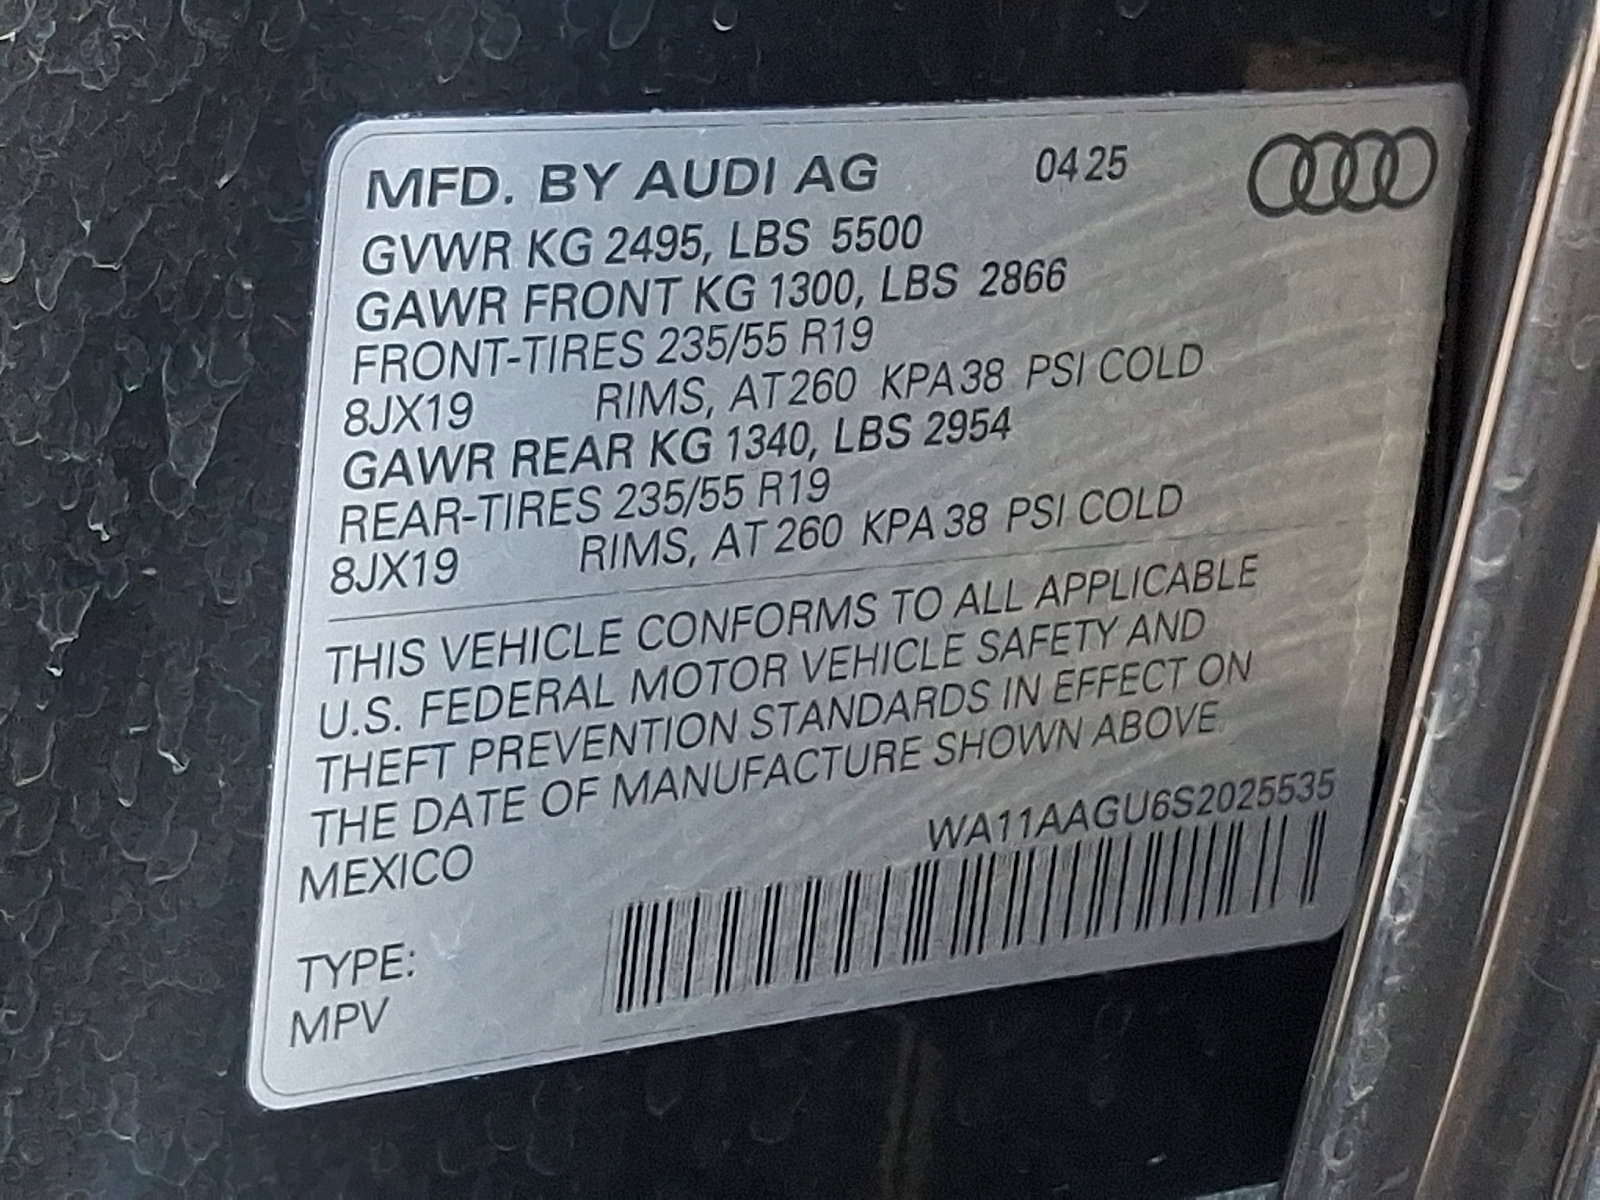 MFD. BY AUDI AG 04 25
GVWR KG 2495, LBS 5500
GAWR FRONT KG 1300, LBS 2866
FRONT-TIRES 235/55 R19
8JX19 RIMS, AT 260 KPA 38 PSI COLD
GAWR REAR KG 1340, LBS 2954
REAR-TIRES 235/55 R19
8JX19 RIMS, AT 260 KPA 38 PSI COLD
THIS VEHICLE CONFORMS TO ALL APPLICABLE
U.S. FEDERAL MOTOR VEHICLE SAFETY AND
THEFT PREVENTION STANDARDS IN EFFECT ON
THE DATE OF MANUFACTURE SHOWN ABOVE.
MEXICO
WA11AAGU6S2025535
TYPE:
MPV